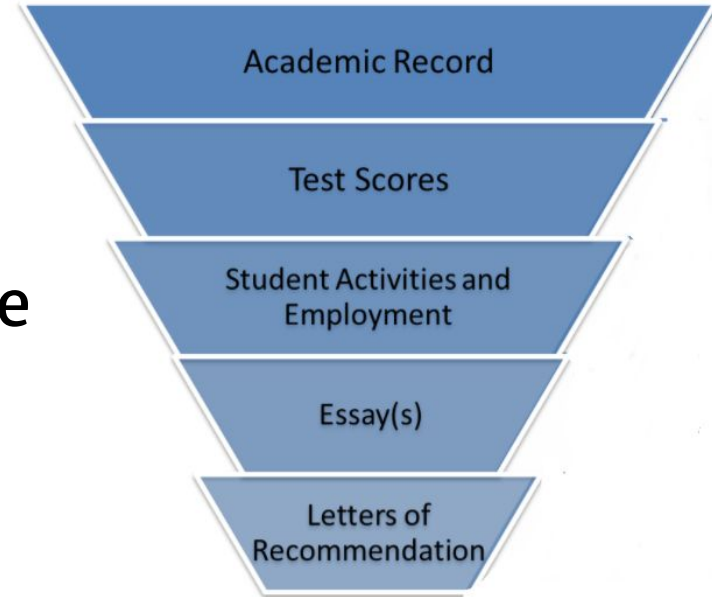 Academic Record
Test Scores
Student Activities and
Employment
e
Essay(s)
Letters of
Recommendation